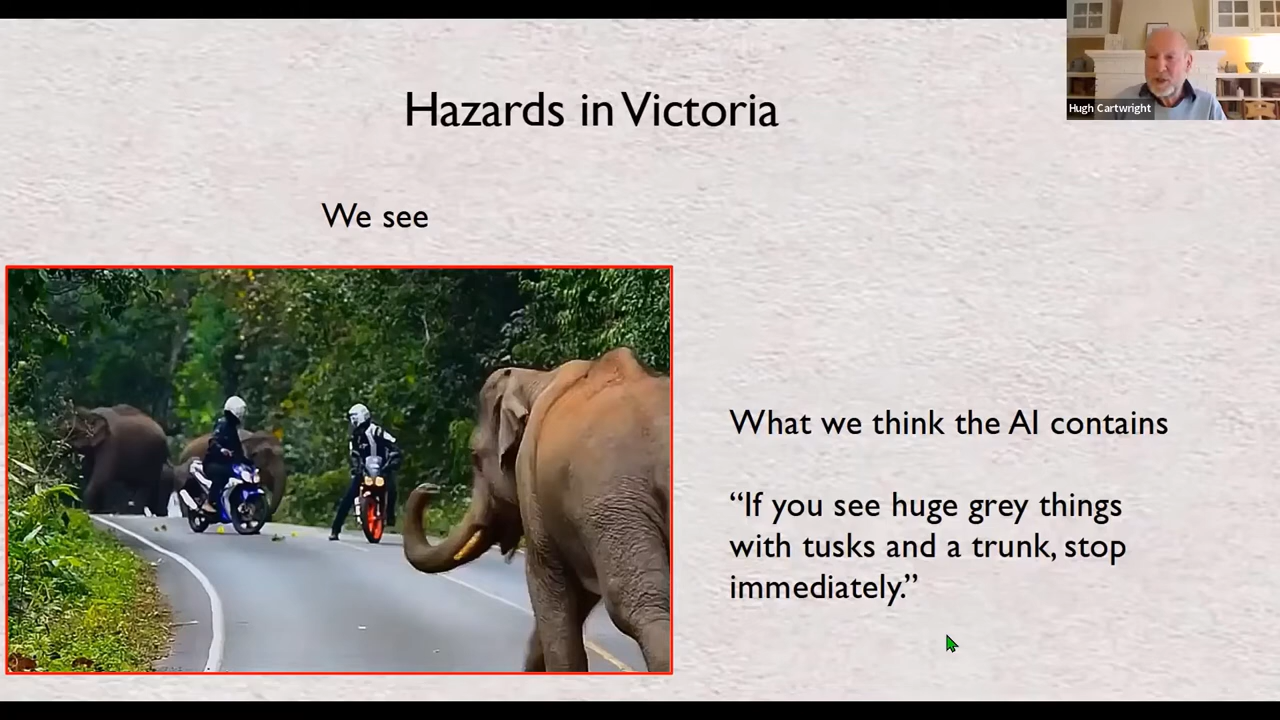 Hugh Cartwright
Hazards in Victoria
We see
What we think the AI contains
“If you see huge grey things
with tusks and a trunk, stop
immediately.”